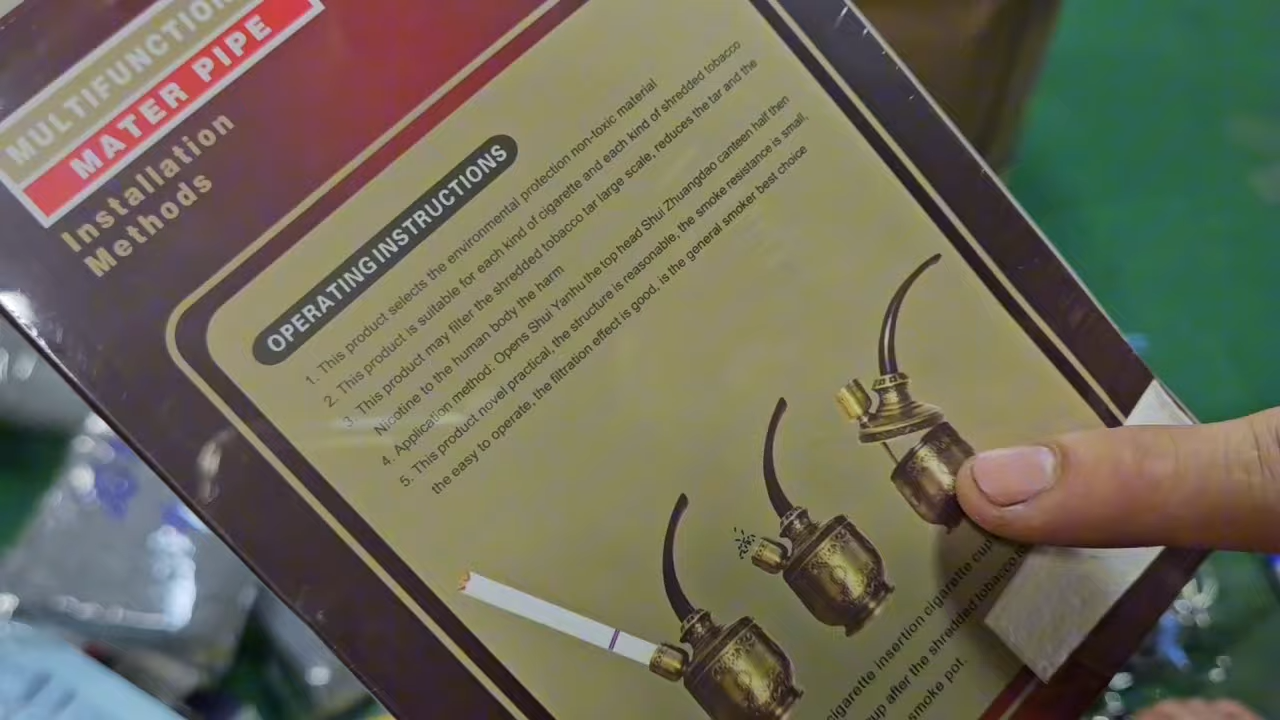 MULTIFUNCTION
MATER PIPE
Installation
Methods
OPERATING INSTRUCTIONS
1. This product selects the environmental protection non-toxic material
2. This product is suitable for each kind of cigarette and each kind of shredded tobacco
3. This product may filter the shredded tobacco tar large scale, reduces the tar and the
Nicotine to the human body the harm
4. Application method: Opens Shui Yanhu the top head Shui Zhuangdao canteen half then
5. This product novel practical, the structure is reasonable, the smoke resistance is small,
the easy to operate, the filtration effect is good, is the general smoker best choice
cigarette insertion cigarette cup
cup after the shredded tobacco
smoke pot.